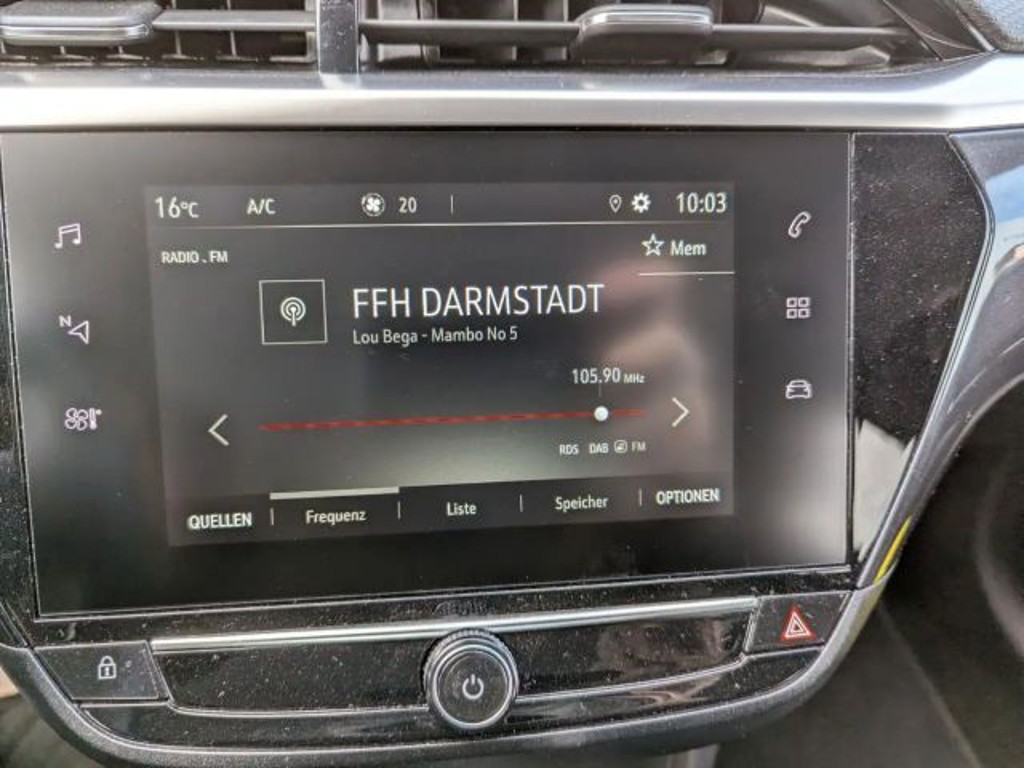 16°C A/C 20 10:03
Mem
RADIO . FM
FFH DARMSTADT
Lou Bega - Mambo No 5
N
105.90 MHz
RDS DAB FM
QUELLEN Frequenz Liste Speicher OPTIONEN